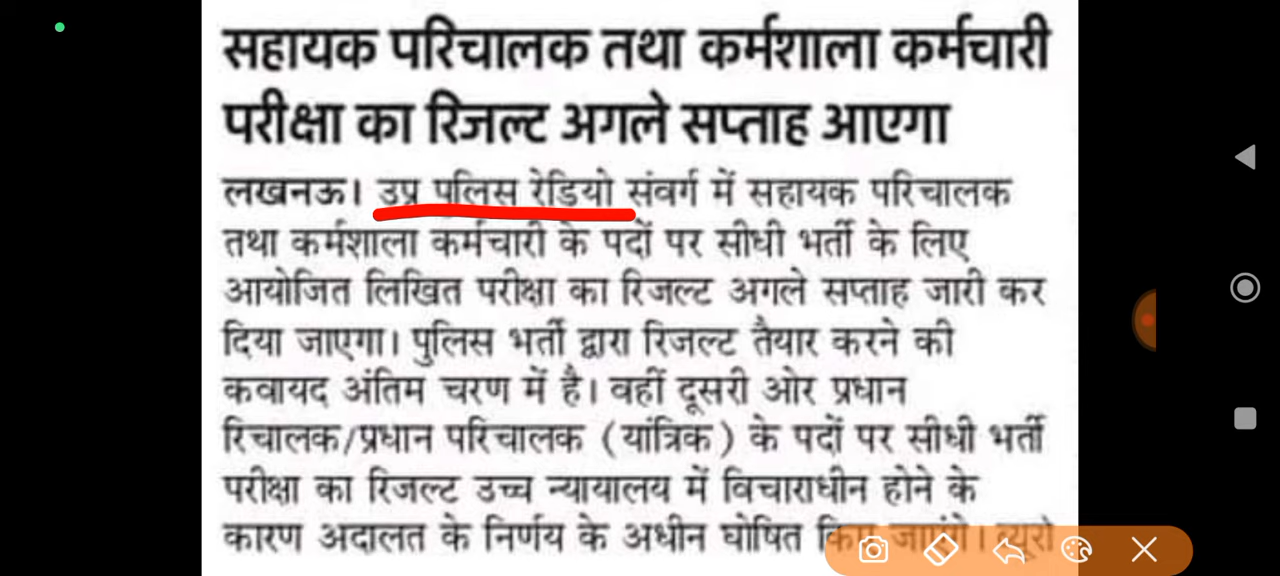 सहायक परिचालक तथा कर्मशाला कर्मचारी
परीक्षा का रिजल्ट अगले सप्ताह आएगा
लखनऊ। उप्र पुलिस रेडियो संवर्ग में सहायक परिचालक
तथा कर्मशाला कर्मचारी के पदों पर सीधी भर्ती के लिए
आयोजित लिखित परीक्षा का रिजल्ट अगले सप्ताह जारी कर
दिया जाएगा। पुलिस भर्ती द्वारा रिजल्ट तैयार करने की
कवायद अंतिम चरण में है। वहीं दूसरी ओर प्रधान
रिचालक/प्रधान परिचालक (यांत्रिक) के पदों पर सीधी भर्ती
परीक्षा का रिजल्ट उच्च न्यायालय में विचाराधीन होने के
कारण अदालत के निर्णय के अधीन घोषित किए जाएंगे। ब्यूरो